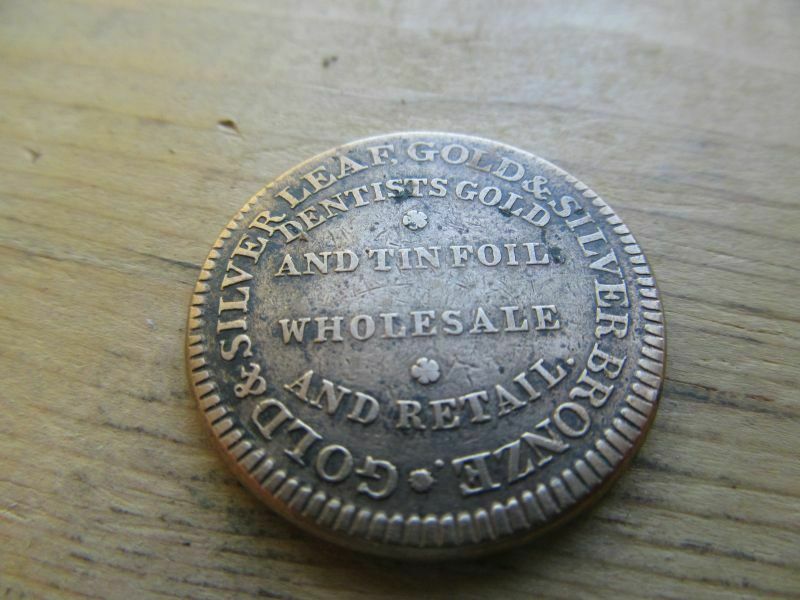 GOLD & SILVER LEAF, GOLD & SILVER BRONZE.
DENTISTS GOLD
AND TIN FOIL
WHOLESALE
AND RETAIL.